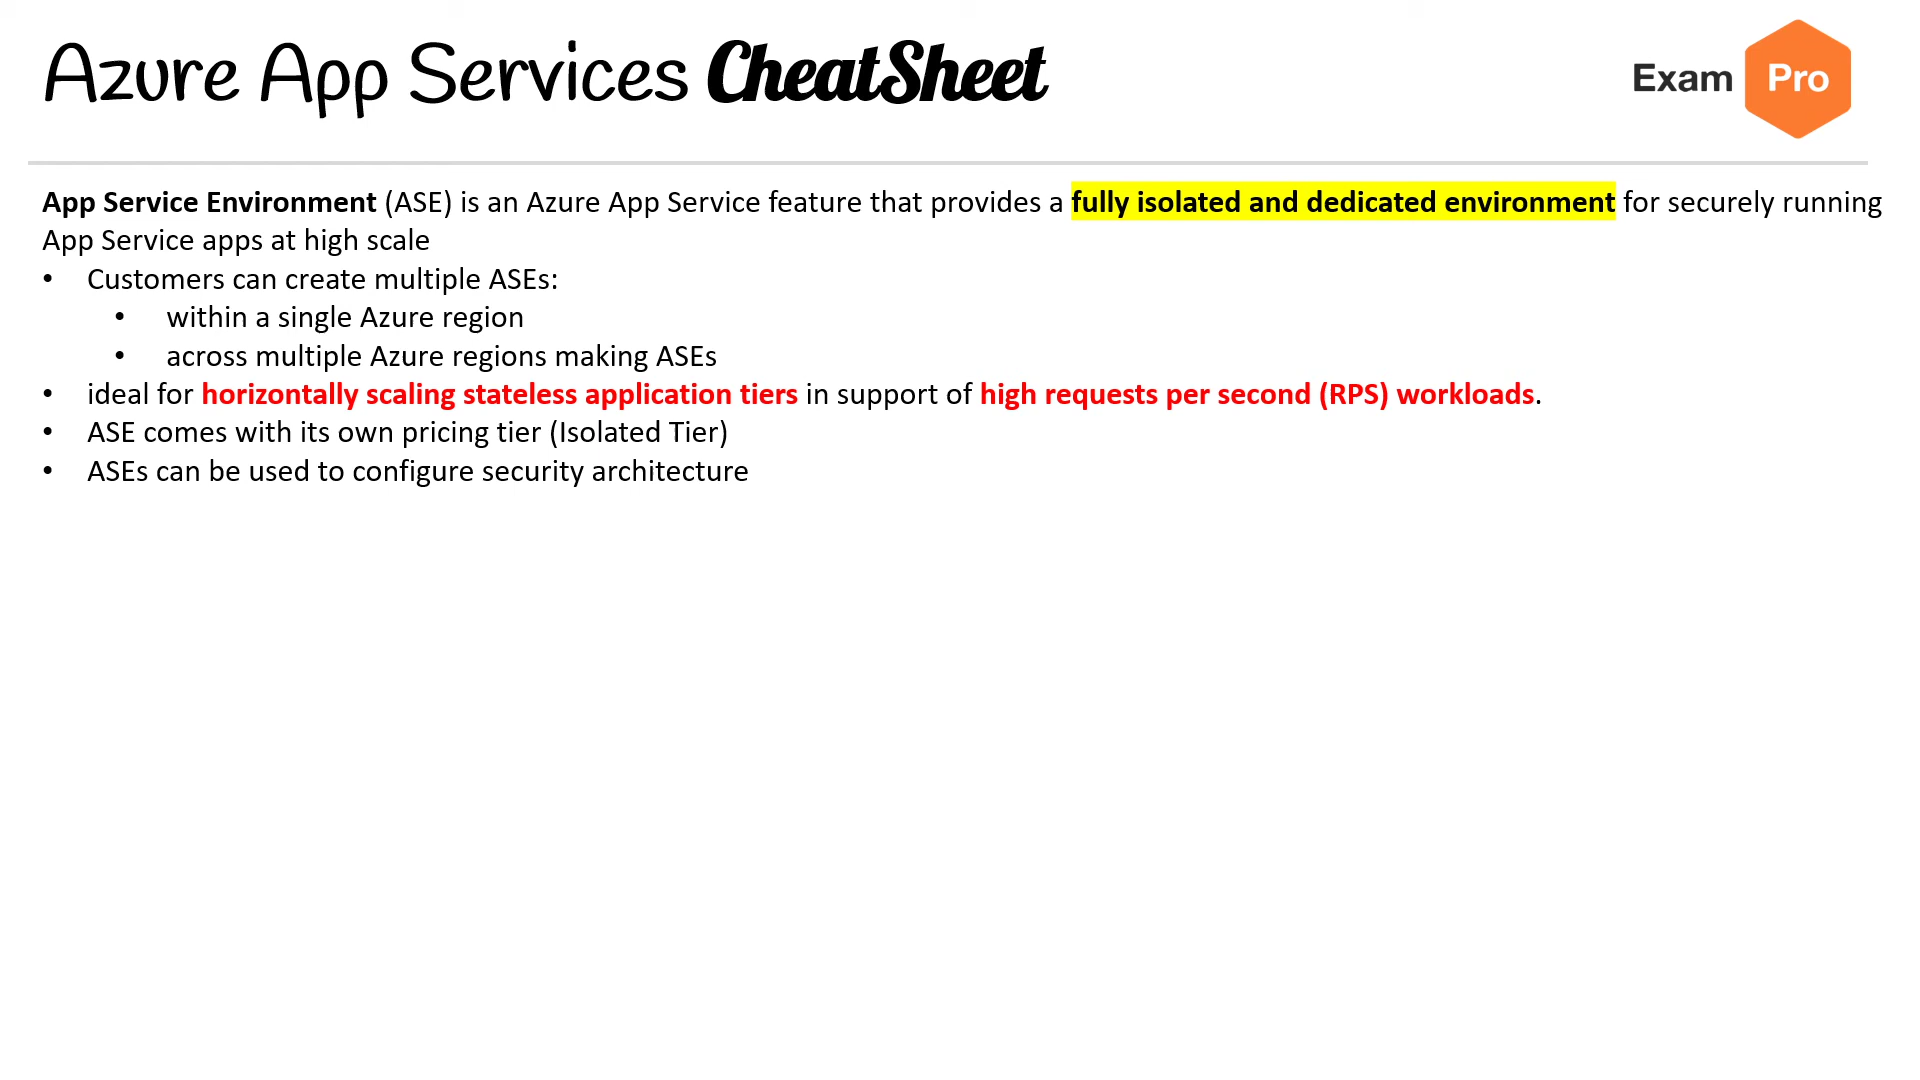 Azure App Services CheatSheet
Exam Pro
App Service Environment (ASE) is an Azure App Service feature that provides a fully isolated and dedicated environment for securely running
App Service apps at high scale
• Customers can create multiple ASEs:
• within a single Azure region
• across multiple Azure regions making ASEs
• ideal for horizontally scaling stateless application tiers in support of high requests per second (RPS) workloads.
• ASE comes with its own pricing tier (Isolated Tier)
• ASEs can be used to configure security architecture